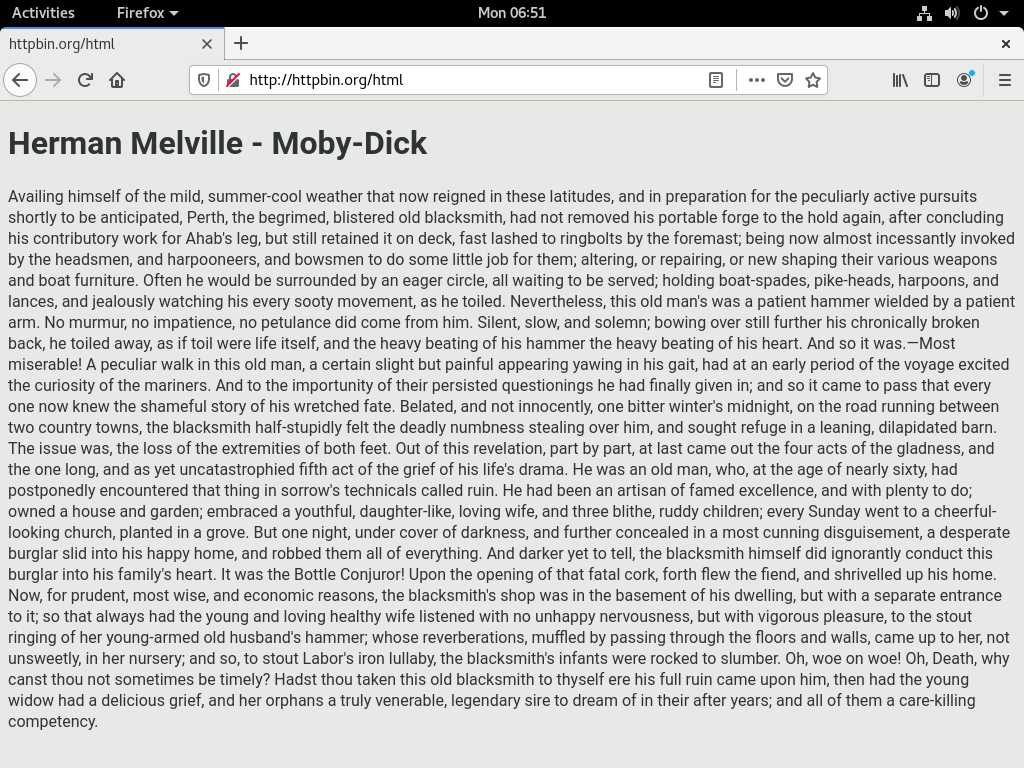 Activities Firefox Mon 06:51
httpbin.org/html
http://httpbin.org/html
Herman Melville - Moby-Dick
Availing himself of the mild, summer-cool weather that now reigned in these latitudes, and in preparation for the peculiarly active pursuits
shortly to be anticipated, Perth, the begrimed, blistered old blacksmith, had not removed his portable forge to the hold again, after concluding
his contributory work for Ahab's leg, but still retained it on deck, fast lashed to ringbolts by the foremast; being now almost incessantly invoked
by the headsmen, and harpooneers, and bowsmen to do some little job for them; altering, or repairing, or new shaping their various weapons
and boat furniture. Often he would be surrounded by an eager circle, all waiting to be served; holding boat-spades, pike-heads, harpoons, and
lances, and jealously watching his every sooty movement, as he toiled. Nevertheless, this old man's was a patient hammer wielded by a patient
arm. No murmur, no impatience, no petulance did come from him. Silent, slow, and solemn; bowing over still further his chronically broken
back, he toiled away, as if toil were life itself, and the heavy beating of his hammer the heavy beating of his heart. And so it was.—Most
miserable! A peculiar walk in this old man, a certain slight but painful appearing yawing in his gait, had at an early period of the voyage excited
the curiosity of the mariners. And to the importunity of their persisted questionings he had finally given in; and so it came to pass that every
one now knew the shameful story of his wretched fate. Belated, and not innocently, one bitter winter's midnight, on the road running between
two country towns, the blacksmith half-stupidly felt the deadly numbness stealing over him, and sought refuge in a leaning, dilapidated barn.
The issue was, the loss of the extremities of both feet. Out of this revelation, part by part, at last came out the four acts of the gladness, and
the one long, and as yet uncatastrophied fifth act of the grief of his life's drama. He was an old man, who, at the age of nearly sixty, had
postponedly encountered that thing in sorrow's technicals called ruin. He had been an artisan of famed excellence, and with plenty to do;
owned a house and garden; embraced a youthful, daughter-like, loving wife, and three blithe, ruddy children; every Sunday went to a cheerful-
looking church, planted in a grove. But one night, under cover of darkness, and further concealed in a most cunning disguisement, a desperate
burglar slid into his happy home, and robbed them all of everything. And darker yet to tell, the blacksmith himself did ignorantly conduct this
burglar into his family's heart. It was the Bottle Conjuror! Upon the opening of that fatal cork, forth flew the fiend, and shrivelled up his home.
Now, for prudent, most wise, and economic reasons, the blacksmith's shop was in the basement of his dwelling, but with a separate entrance
to it; so that always had the young and loving healthy wife listened with no unhappy nervousness, but with vigorous pleasure, to the stout
ringing of her young-armed old husband's hammer; whose reverberations, muffled by passing through the floors and walls, came up to her, not
unsweetly, in her nursery; and so, to stout Labor's iron lullaby, the blacksmith's infants were rocked to slumber. Oh, woe on woe! Oh, Death, why
canst thou not sometimes be timely? Hadst thou taken this old blacksmith to thyself ere his full ruin came upon him, then had the young
widow had a delicious grief, and her orphans a truly venerable, legendary sire to dream of in their after years; and all of them a care-killing
competency.